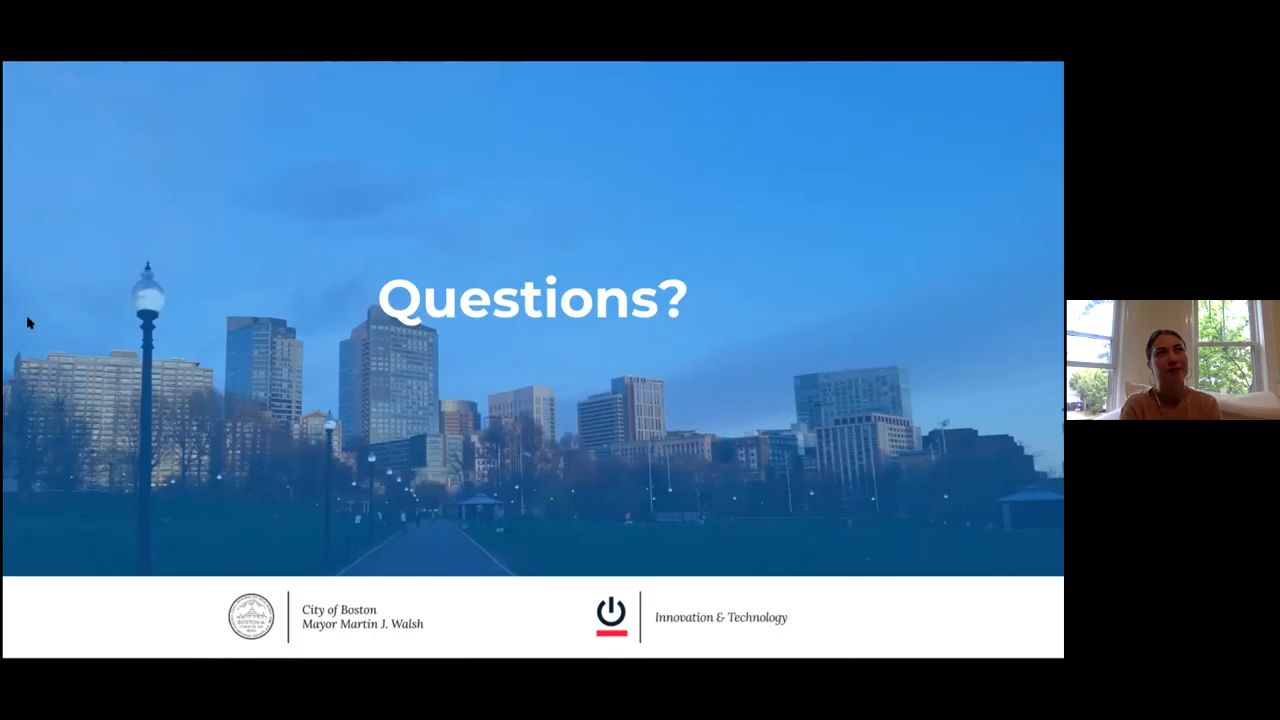 Questions?
City of Boston
Mayor Martin J. Walsh
Innovation & Technology